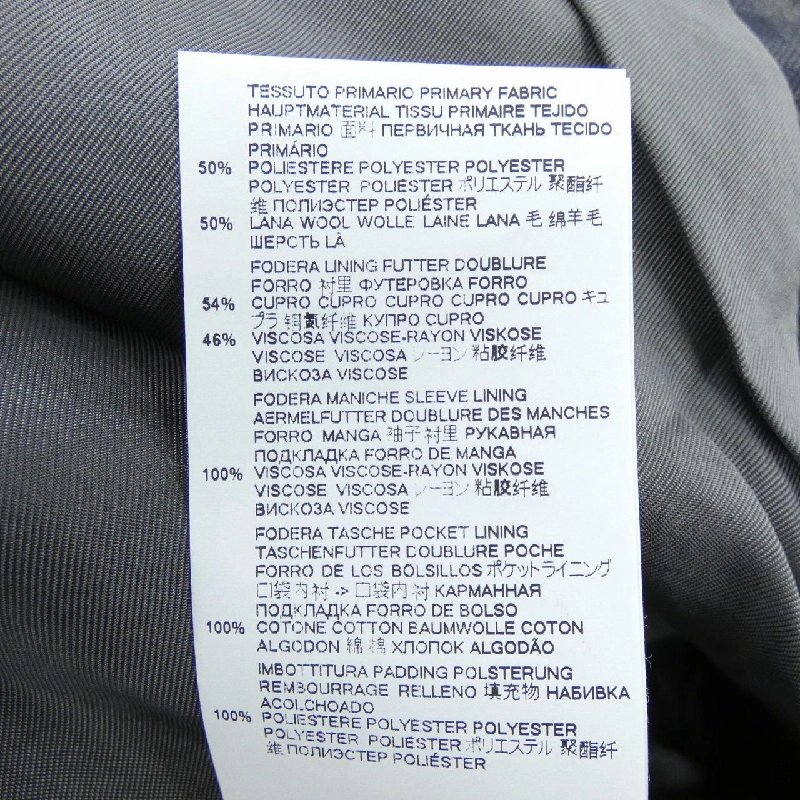 TESSUTO PRIMARIO PRIMARY FABRIC
HAUPTMATERIAL TISSU PRIMAIRE TEJIDO
PRIMARIO 面料 ПЕРВИЧНАЯ ТКАНЬ TECIDO
PRIMÁRIO
50% POLIESTERE POLYESTER POLYESTER
POLYESTER POLIÉSTER ポリエステル 聚酯纤
维 ПОЛИЭСТЕР POLIÉSTER
50% LANA WOOL WOLLE LAINE LANA 毛 绵羊毛
ШЕРСТЬ LÃ
FODERA LINING FUTTER DOUBLURE
FORRO 衬里 ФУТЕРОВКА FORRO
54% CUPRO CUPRO CUPRO CUPRO CUPRO キュ
プラ 铜氨纤维 КУПРО CUPRO
46% VISCOSA VISCOSE-RAYON VISKOSE
VISCOSE VISCOSA レーヨン 粘胶纤维
ВИСКОЗА VISCOSE
FODERA MANICHE SLEEVE LINING
AERMELFUTTER DOUBLURE DES MANCHES
FORRO MANGA 袖子衬里 РУКАВНАЯ
ПОДКЛАДКА FORRO DE MANGA
100% VISCOSA VISCOSE-RAYON VISKOSE
VISCOSE VISCOSA レーヨン 粘胶纤维
ВИСКОЗА VISCOSE
FODERA TASCHE POCKET LINING
TASCHENFUTTER DOUBLURE POCHE
FORRO DE LOS BOLSILLOS ポケットライニング
口袋内衬 -> 口袋内衬 КАРМАННАЯ
ПОДКЛАДКА FORRO DE BOLSO
100% COTONE COTTON BAUMWOLLE COTON
ALGODON 綿 棉 ХЛОПОК ALGODÃO
IMBOTTITURA PADDING POLSTERUNG
REMBOURRAGE RELLENO 填充物 НАБИВКА
ACOLCHOADO
100% POLIESTERE POLYESTER POLYESTER
POLYESTER POLIÉSTER ポリエステル 聚酯纤
维 ПОЛИЭСТЕР POLIÉSTER